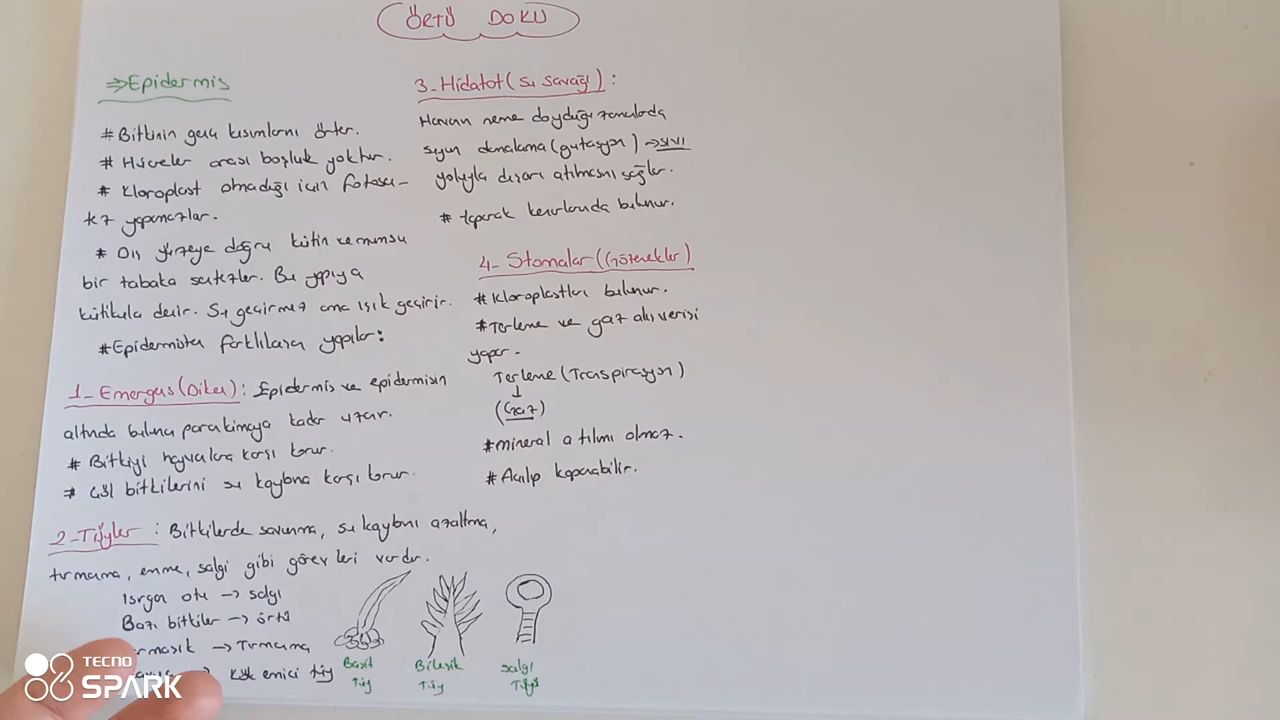 ÖRTÜ DOKU
⇒Epidermis
# Bitkinin genç kısımlarını örter.
# Hücreler arası boşluk yoktur.
# Kloroplast olmadığı için fotosen-
tez yapamazlar.
# Dış yüzeye doğru kütin ve mumsu
bir tabaka salgılar. Bu yapıya
kütikula denir. Su geçirmez ama ışık geçirir.
#Epidermisten farklılaşan yapılar:
1- Emergens(Diken): Epidermis ve epidermisin
altında bulunan parankimaya kadar uzanır.
# Bitkiyi hayvanlara karşı korur.
# Çöl bitkilerini su kaybına karşı korur.
2-Tüyler : Bitkilerde savunma, su kaybını azaltma,
tırmanma, emme, salgı gibi görevleri vardır.
Isırgan otu → salgı
Bazı bitkiler → örtü
→ Tırmanma
→ Kök emici tüy
Basit
Tüy
Bileşik
Tüy
salgı
Tüyü
3-Hidatot(su savağı):
Havanın neme doyduğu zamanlarda
suyun damlama(gutasyon) →sıvı
yoluyla dışarı atılmasını sağlar.
# Yaprak kenarlarında bulunur.
4- Stomalar(Gözenekler)
#Kloroplastları bulunur.
#Terleme ve gaz alışverişi
yapar.
Terleme(Traspirasyon)
↓
(Gaz)
#mineral atılmı olmaz.
#Açılıp kapanabilir.
TECNO
SPARK